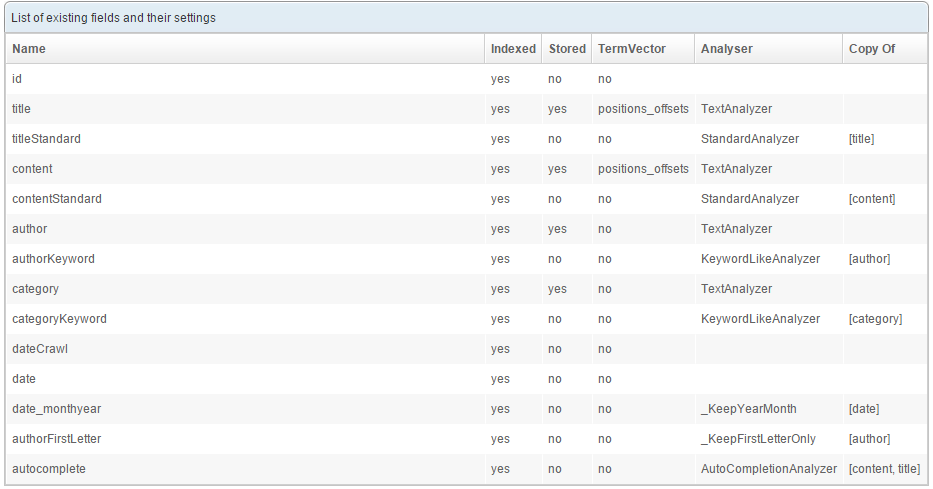 List of existing fields and their settings
Name Indexed Stored TermVector Analyser Copy Of
id yes no no
title yes yes positions_offsets TextAnalyzer
titleStandard yes no no StandardAnalyzer [title]
content yes yes positions_offsets TextAnalyzer
contentStandard yes no no StandardAnalyzer [content]
author yes yes no TextAnalyzer
authorKeyword yes no no KeywordLikeAnalyzer [author]
category yes yes no TextAnalyzer
categoryKeyword yes no no KeywordLikeAnalyzer [category]
dateCrawl yes no no
date yes no no
date_monthyear yes no no _KeepYearMonth [date]
authorFirstLetter yes no no _KeepFirstLetterOnly [author]
autocomplete yes no no AutoCompletionAnalyzer [content, title]